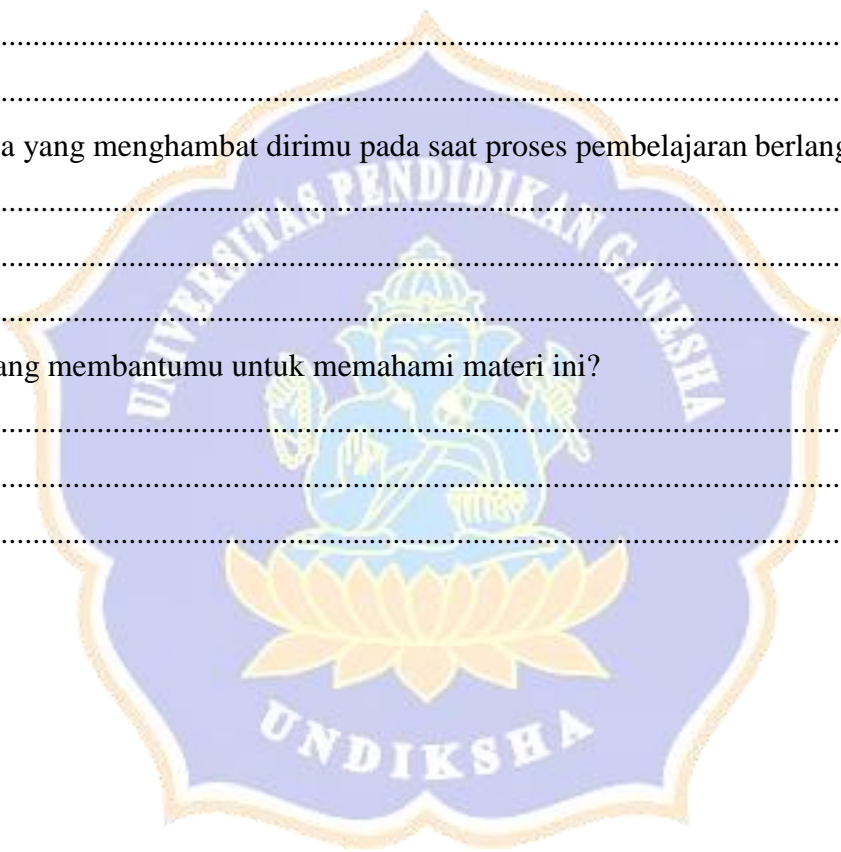 ................................................................................................................
................................................................................................................
a yang menghambat dirimu pada saat proses pembelajaran berlang
................................................................................................................
................................................................................................................
................................................................................................................
ang membantumu untuk memahami materi ini?
................................................................................................................
................................................................................................................
................................................................................................................
UNIVERSITAS PENDIDIKAN GANESHA
UNDIKSHA